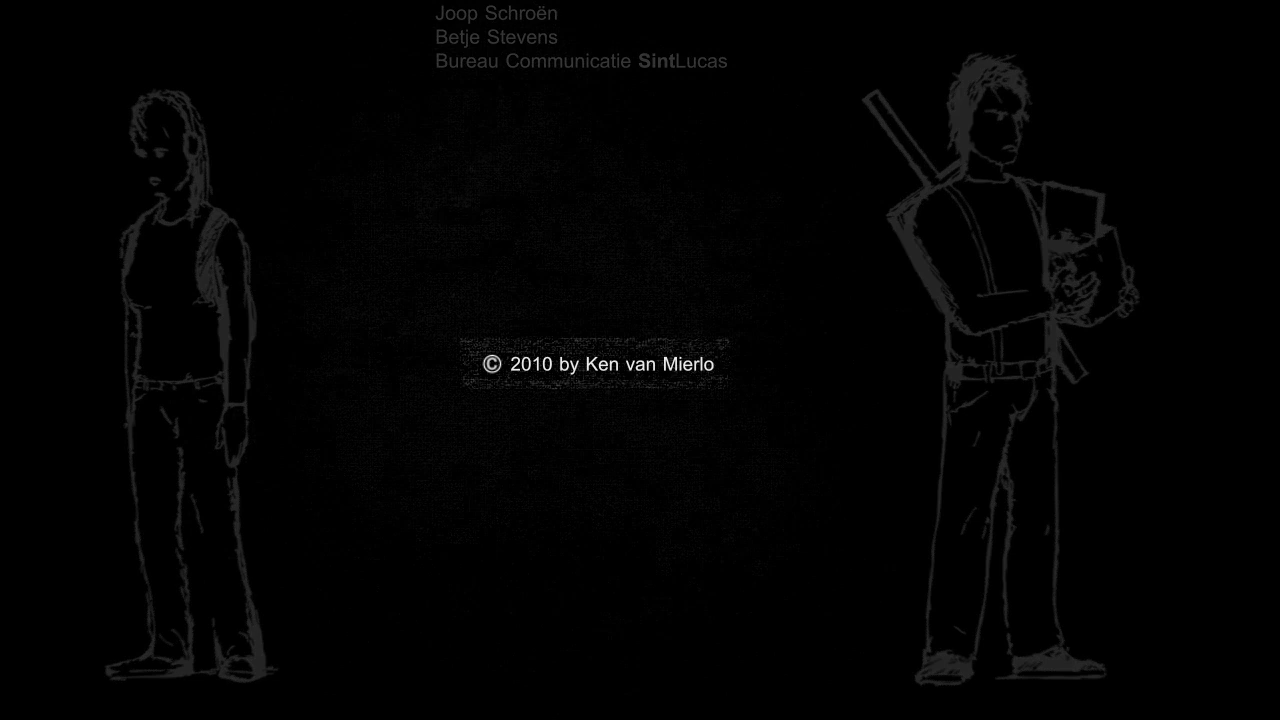 Joop Schroën
Betje Stevens
Bureau Communicatie SintLucas
© 2010 by Ken van Mierlo